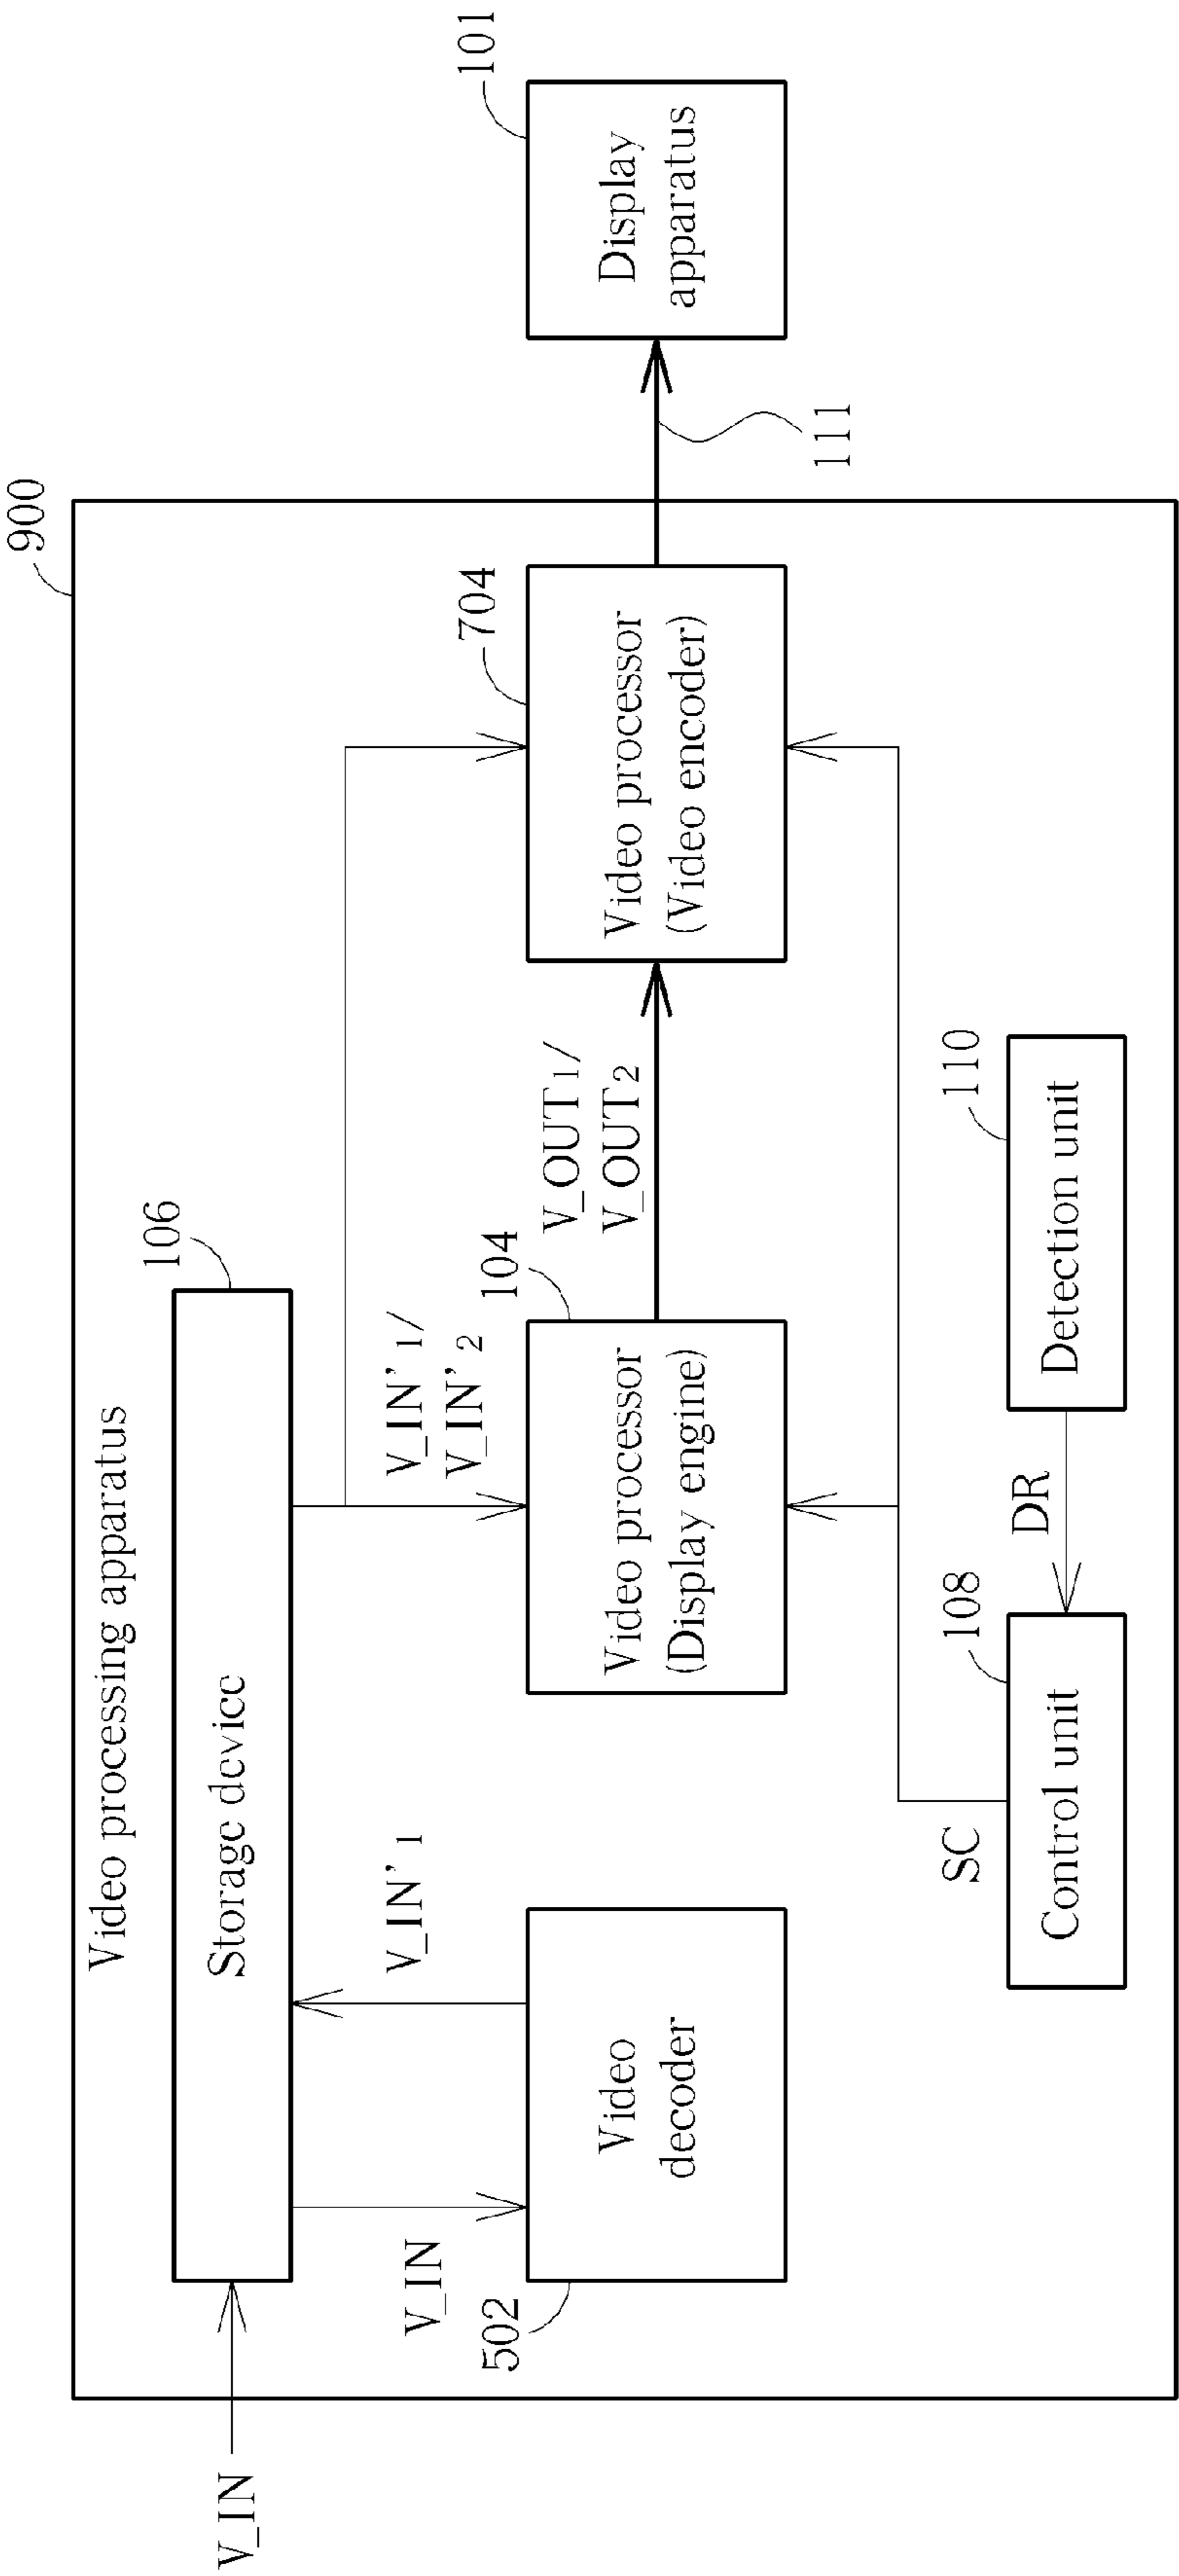 900
Video processing apparatus
106
Storage device
V_IN
V_IN
V_IN' 1
V_IN' 1/
V_IN' 2
502
Video
decoder
104
Video processor
(Display engine)
V_OUT1/
V_OUT2
704
Video processor
(Video encoder)
111
101
Display
apparatus
SC
108
Control unit
DR
110
Detection unit